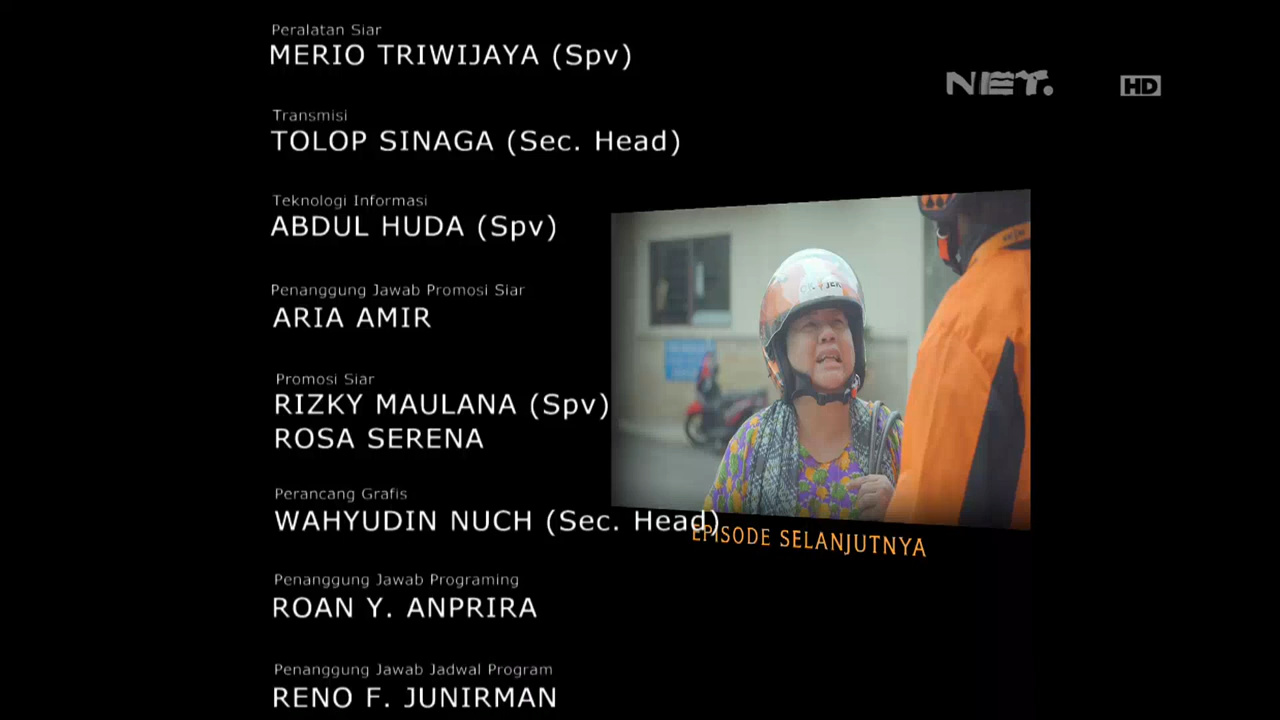 Peralatan Siar
MERIO TRIWIJAYA (Spv)
Transmisi
TOLOP SINAGA (Sec. Head)
Teknologi Informasi
ABDUL HUDA (Spv)
Penanggung Jawab Promosi Siar
ARIA AMIR
Promosi Siar
RIZKY MAULANA (Spv)
ROSA SERENA
Perancang Grafis
WAHYUDIN NUCH (Sec. Head)
Penanggung Jawab Programing
ROAN Y. ANPRIRA
Penanggung Jawab Jadwal Program
RENO F. JUNIRMAN
NET.
HD
EPISODE SELANJUTNYA